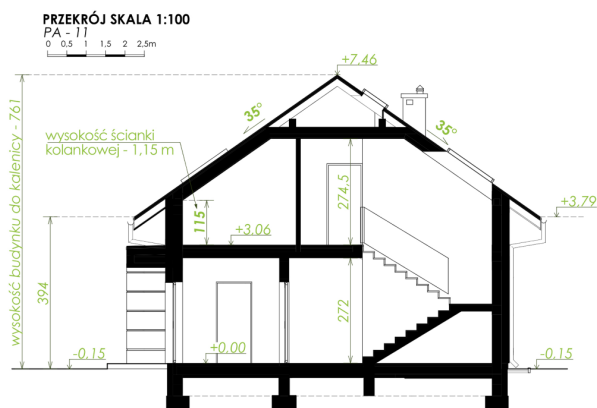 PRZEKRÓJ SKALA 1:100
PA - 11
0 0,5 1 1,5 2 2,5m
+7.46
35°
35°
wysokość ścianki
kolankowej - 1,15 m
wysokość budynku do kalenicy - 761
274,5
115
+3,79
+3.06
394
272
+0.00
-0.15
-0.15